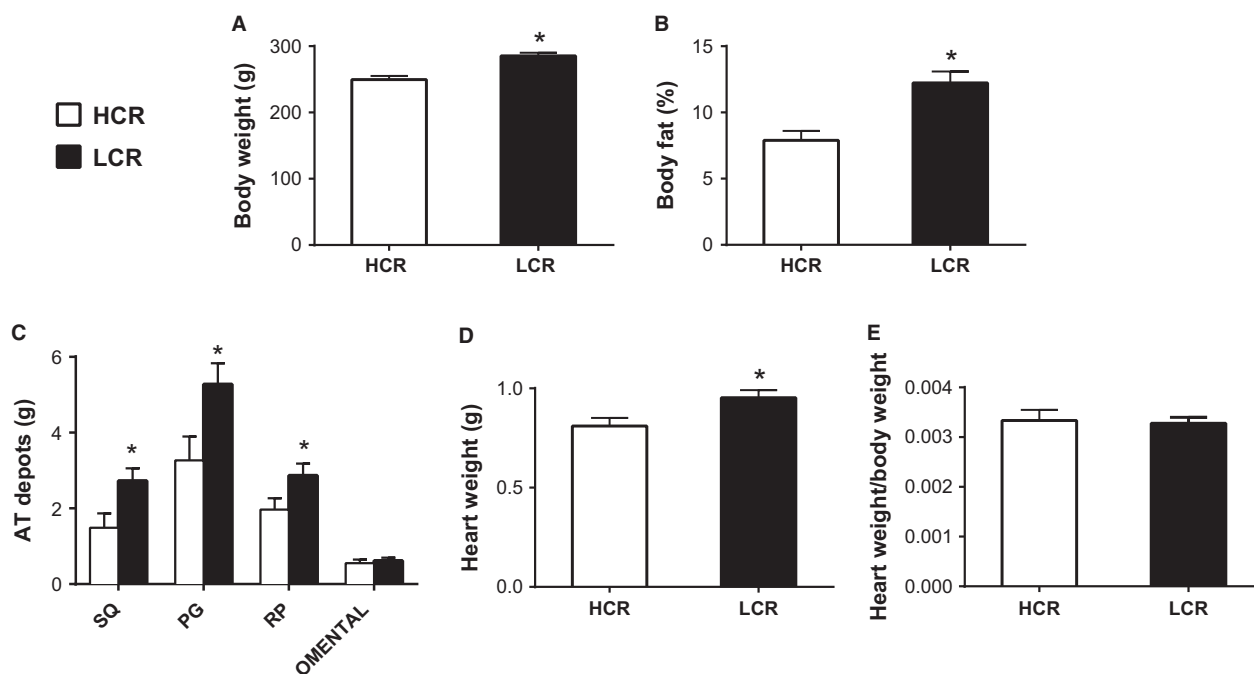 HCR
LCR
A
Body weight (g)
300
200
100
0
*
HCR LCR
B
Body fat (%)
15
10
5
0
*
HCR LCR
C
AT depots (g)
6
4
2
0
* * *
SQ PG RP OMENTAL
D
Heart weight (g)
1.0
0.5
0.0
*
HCR LCR
E
Heart weight/body weight
0.004
0.003
0.002
0.001
0.000
HCR LCR